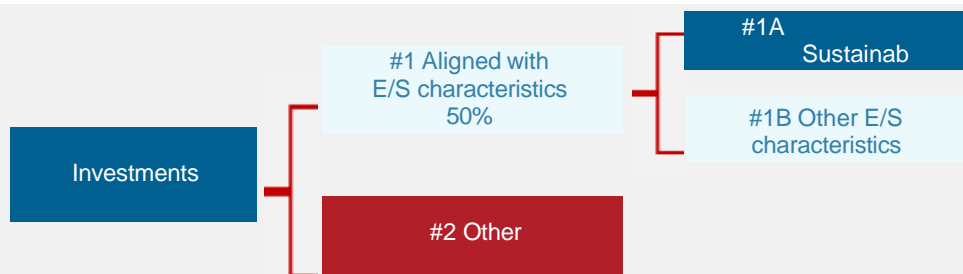 #1A
Sustainab
#1 Aligned with
E/S characteristics
50%
#1B Other E/S
characteristics
Investments
#2 Other